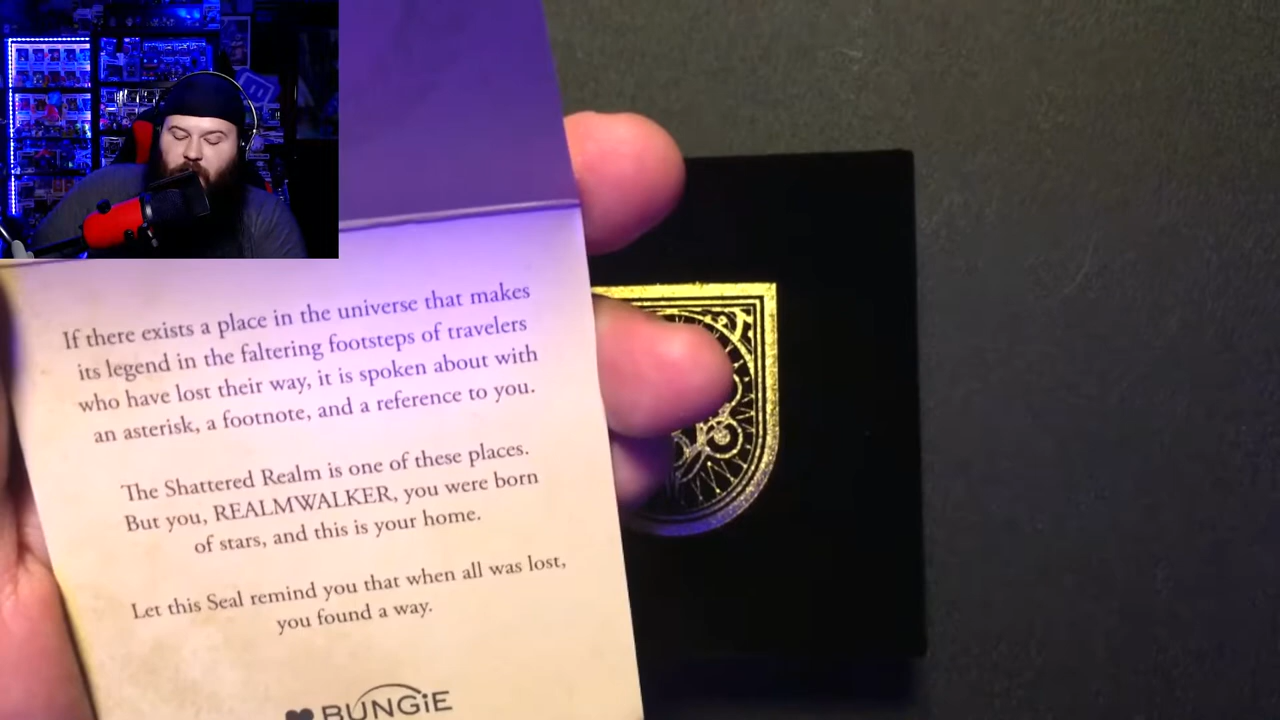 If there exists a place in the universe that makes
its legend in the faltering footsteps of travelers
who have lost their way, it is spoken about with
an asterisk, a footnote, and a reference to you.
The Shattered Realm is one of these places.
But you, REALMWALKER, you were born
of stars, and this is your home.
Let this Seal remind you that when all was lost,
you found a way.
BUNGiE